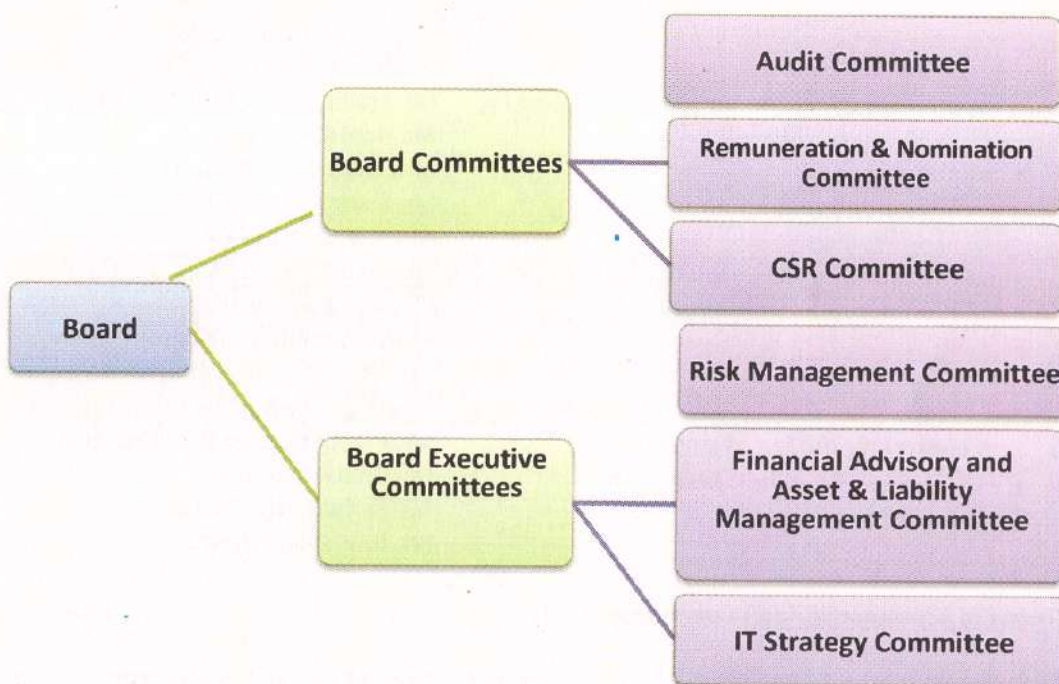 Board
Board Committees
Audit Committee
Remuneration & Nomination
Committee
CSR Committee
Board Executive
Committees
Risk Management Committee
Financial Advisory and
Asset & Liability
Management Committee
IT Strategy Committee